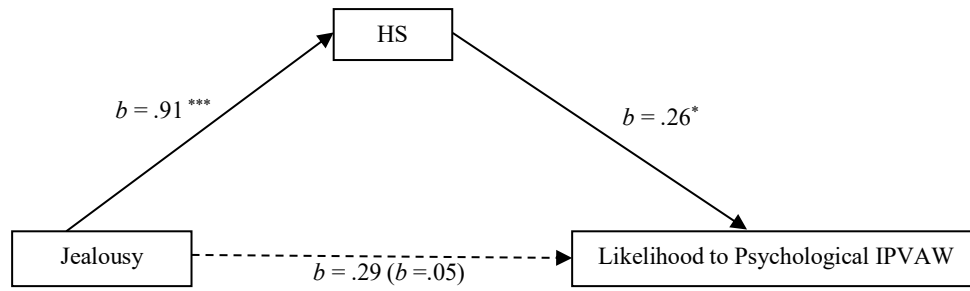 HS
b = .91 ***
b = .26*
Jealousy
b = .29 (b =.05)
Likelihood to Psychological IPVAW